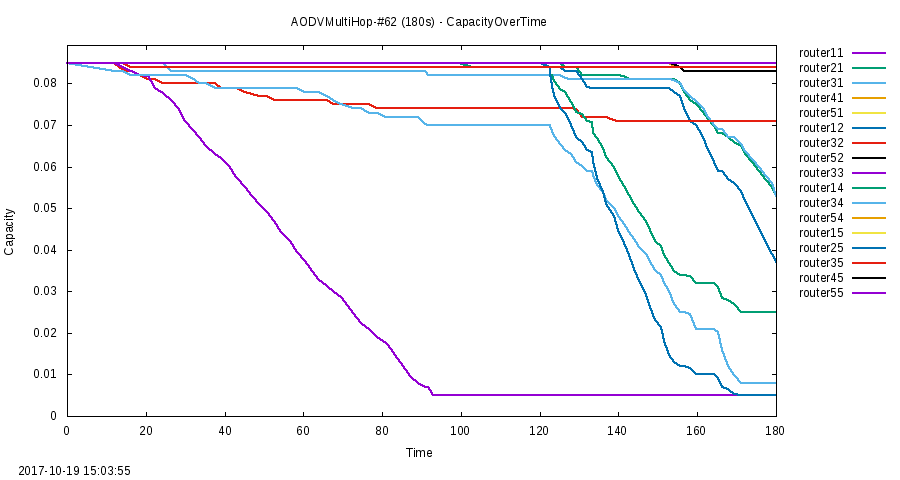 AODVMultiHop-#62 (180s) - CapacityOverTime
0.08
0.07
0.06
0.05
0.04
0.03
0.02
0.01
0
Capacity
0 20 40 60 80 100 120 140 160 180
Time
router11
router21
router31
router41
router51
router12
router32
router52
router33
router14
router34
router54
router15
router25
router35
router45
router55
2017-10-19 15:03:55